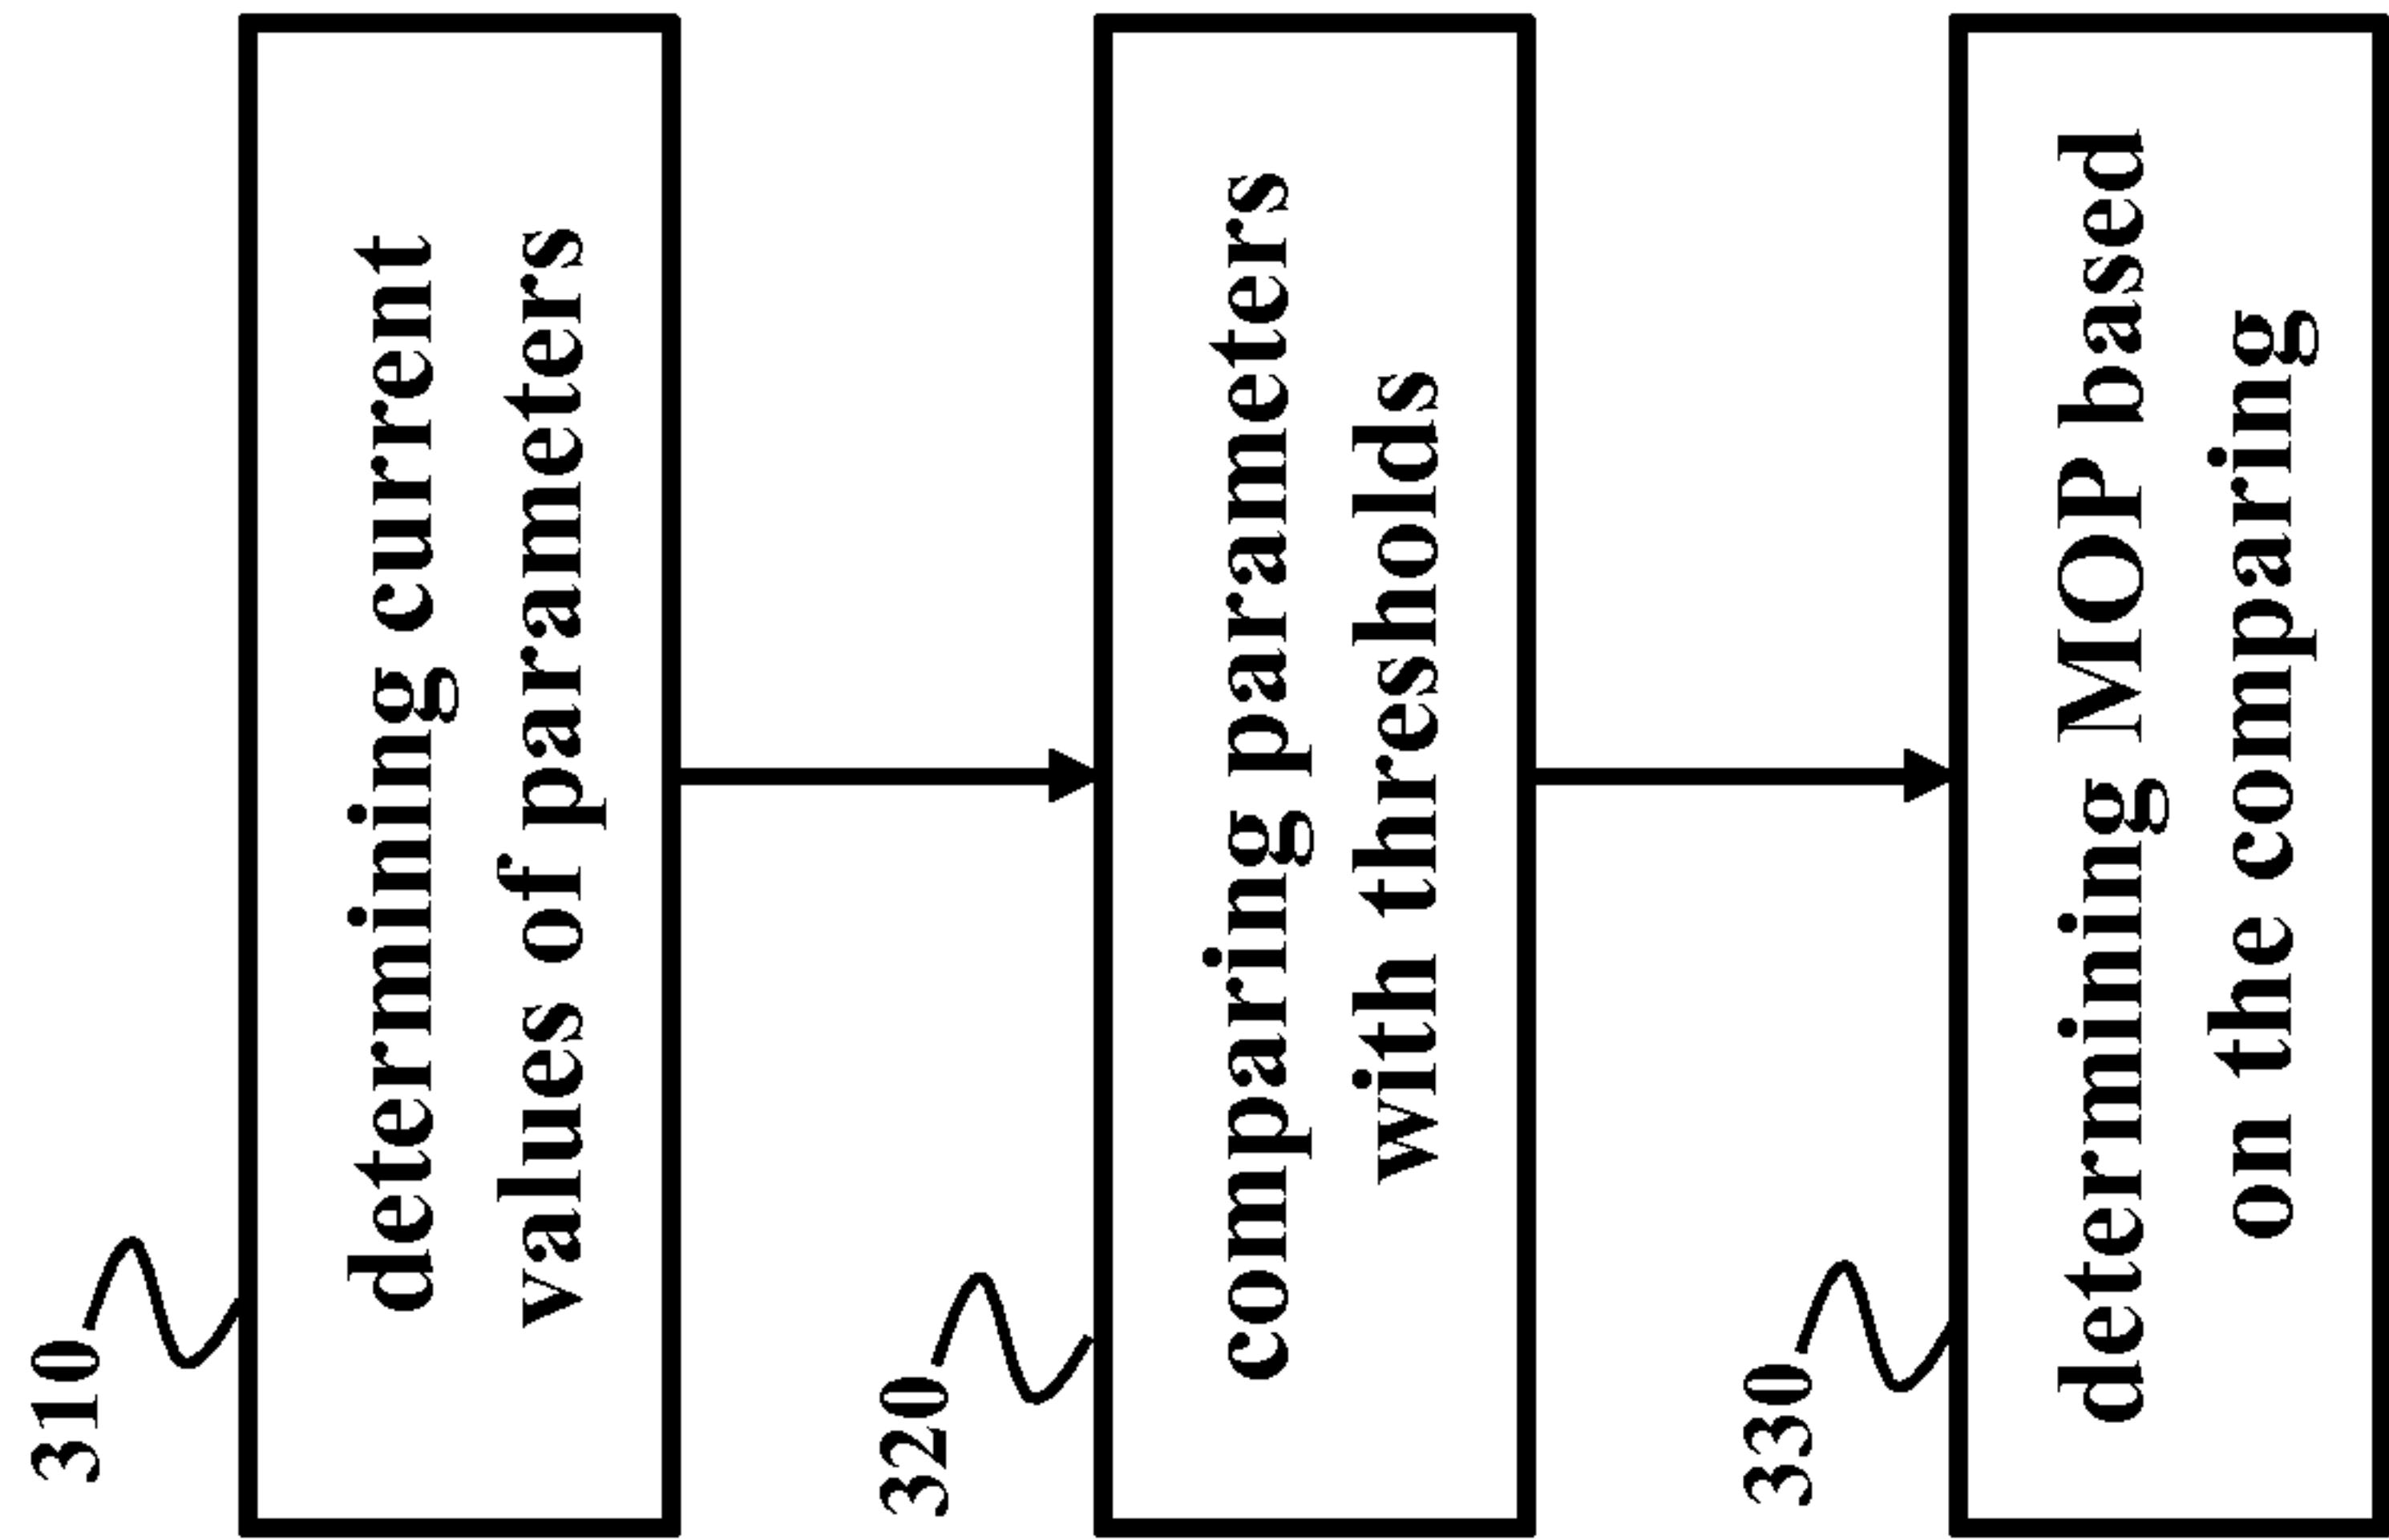 310
determining current
values of parameters
320
comparing parameters
with thresholds
330
determining MOP based
on the comparing